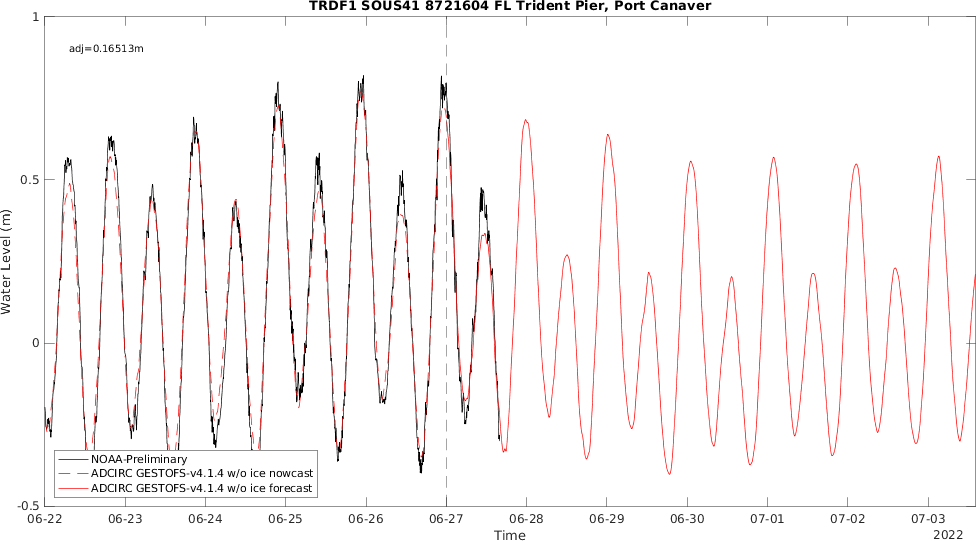 TRDF1 SOUS41 8721604 FL Trident Pier, Port Canaver
adj=0.16513m
1
0.5
0
-0.5
Water Level (m)
NOAA-Preliminary
ADCIRC GESTOFS-v4.1.4 w/o ice nowcast
ADCIRC GESTOFS-v4.1.4 w/o ice forecast
06-22 06-23 06-24 06-25 06-26 06-27 06-28 06-29 06-30 07-01 07-02 07-03
Time
2022